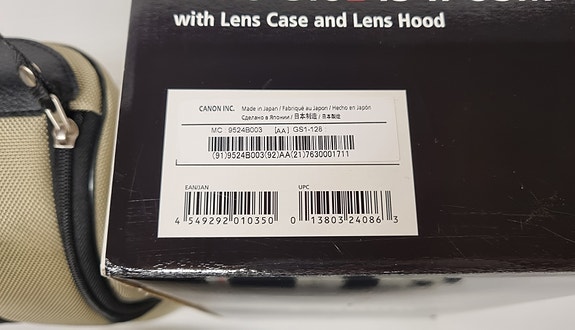 with Lens Case and Lens Hood
CANON INC. Made in Japan / Fabriqué au Japon / Hecho en Japón
Сделано в Японии / 日本制造 / 日本製造
MC 9524B003 [AA] GS1-128
(91)9524B003(92)AA(21)7630001711
EAN/JAN UPC
4 549292 010350 0 13803 24086 3